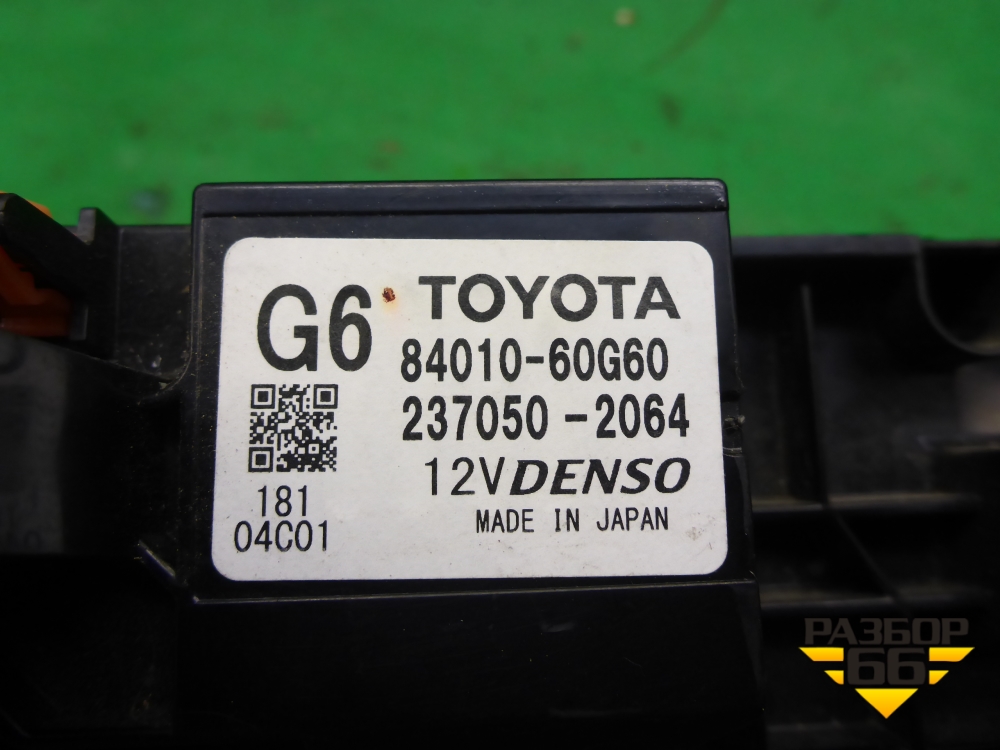 G6 TOYOTA
84010-60G60
237050-2064
12V DENSO
MADE IN JAPAN
181
04C01
РАЗБОР
66